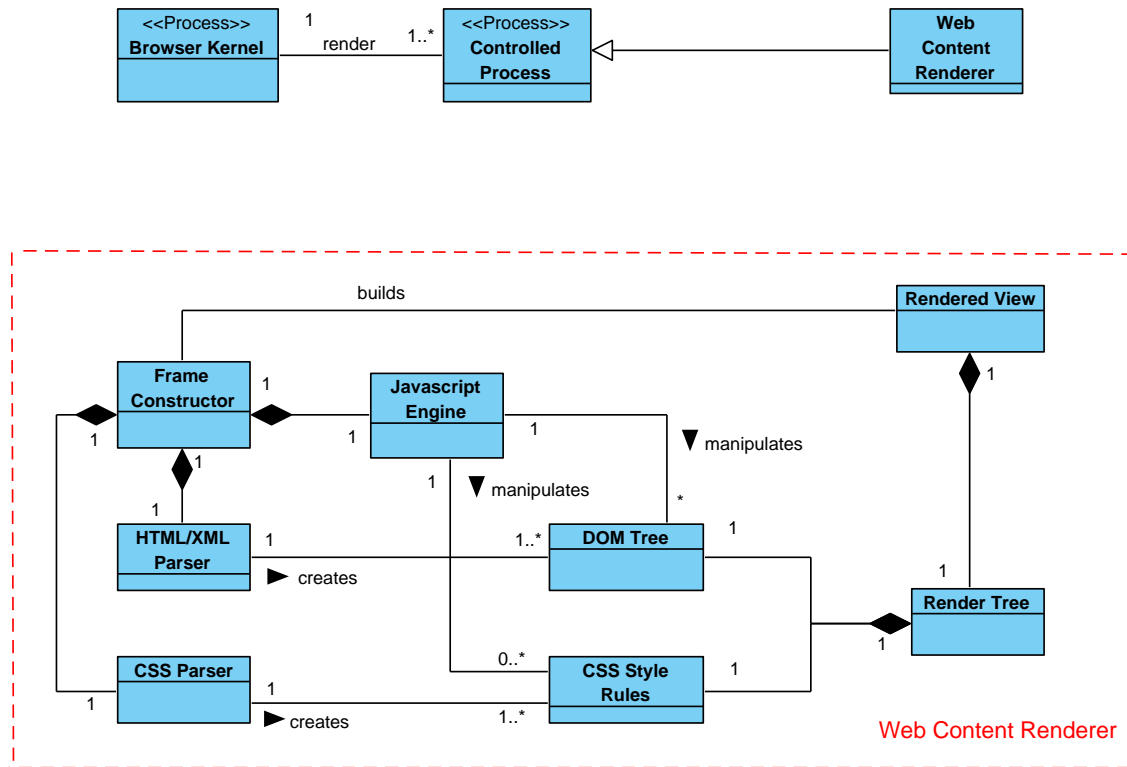 <<Process>>
Browser Kernel
1
render
1..*
<<Process>>
Controlled
Process
Web
Content
Renderer
builds
Rendered View
1
Frame
Constructor
1
1
1
Javascript
Engine
1
1
1
manipulates
manipulates
*
1
HTML/XML
Parser
1
creates
1..*
DOM Tree
1
1
Render Tree
1
CSS Parser
1
1
creates
0..*
1..*
CSS Style
Rules
1
Web Content Renderer